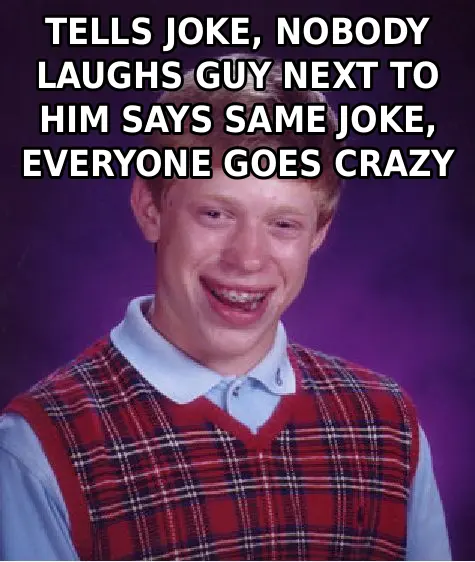 TELLS JOKE, NOBODY
LAUGHS GUY NEXT TO
HIM SAYS SAME JOKE,
EVERYONE GOES CRAZY